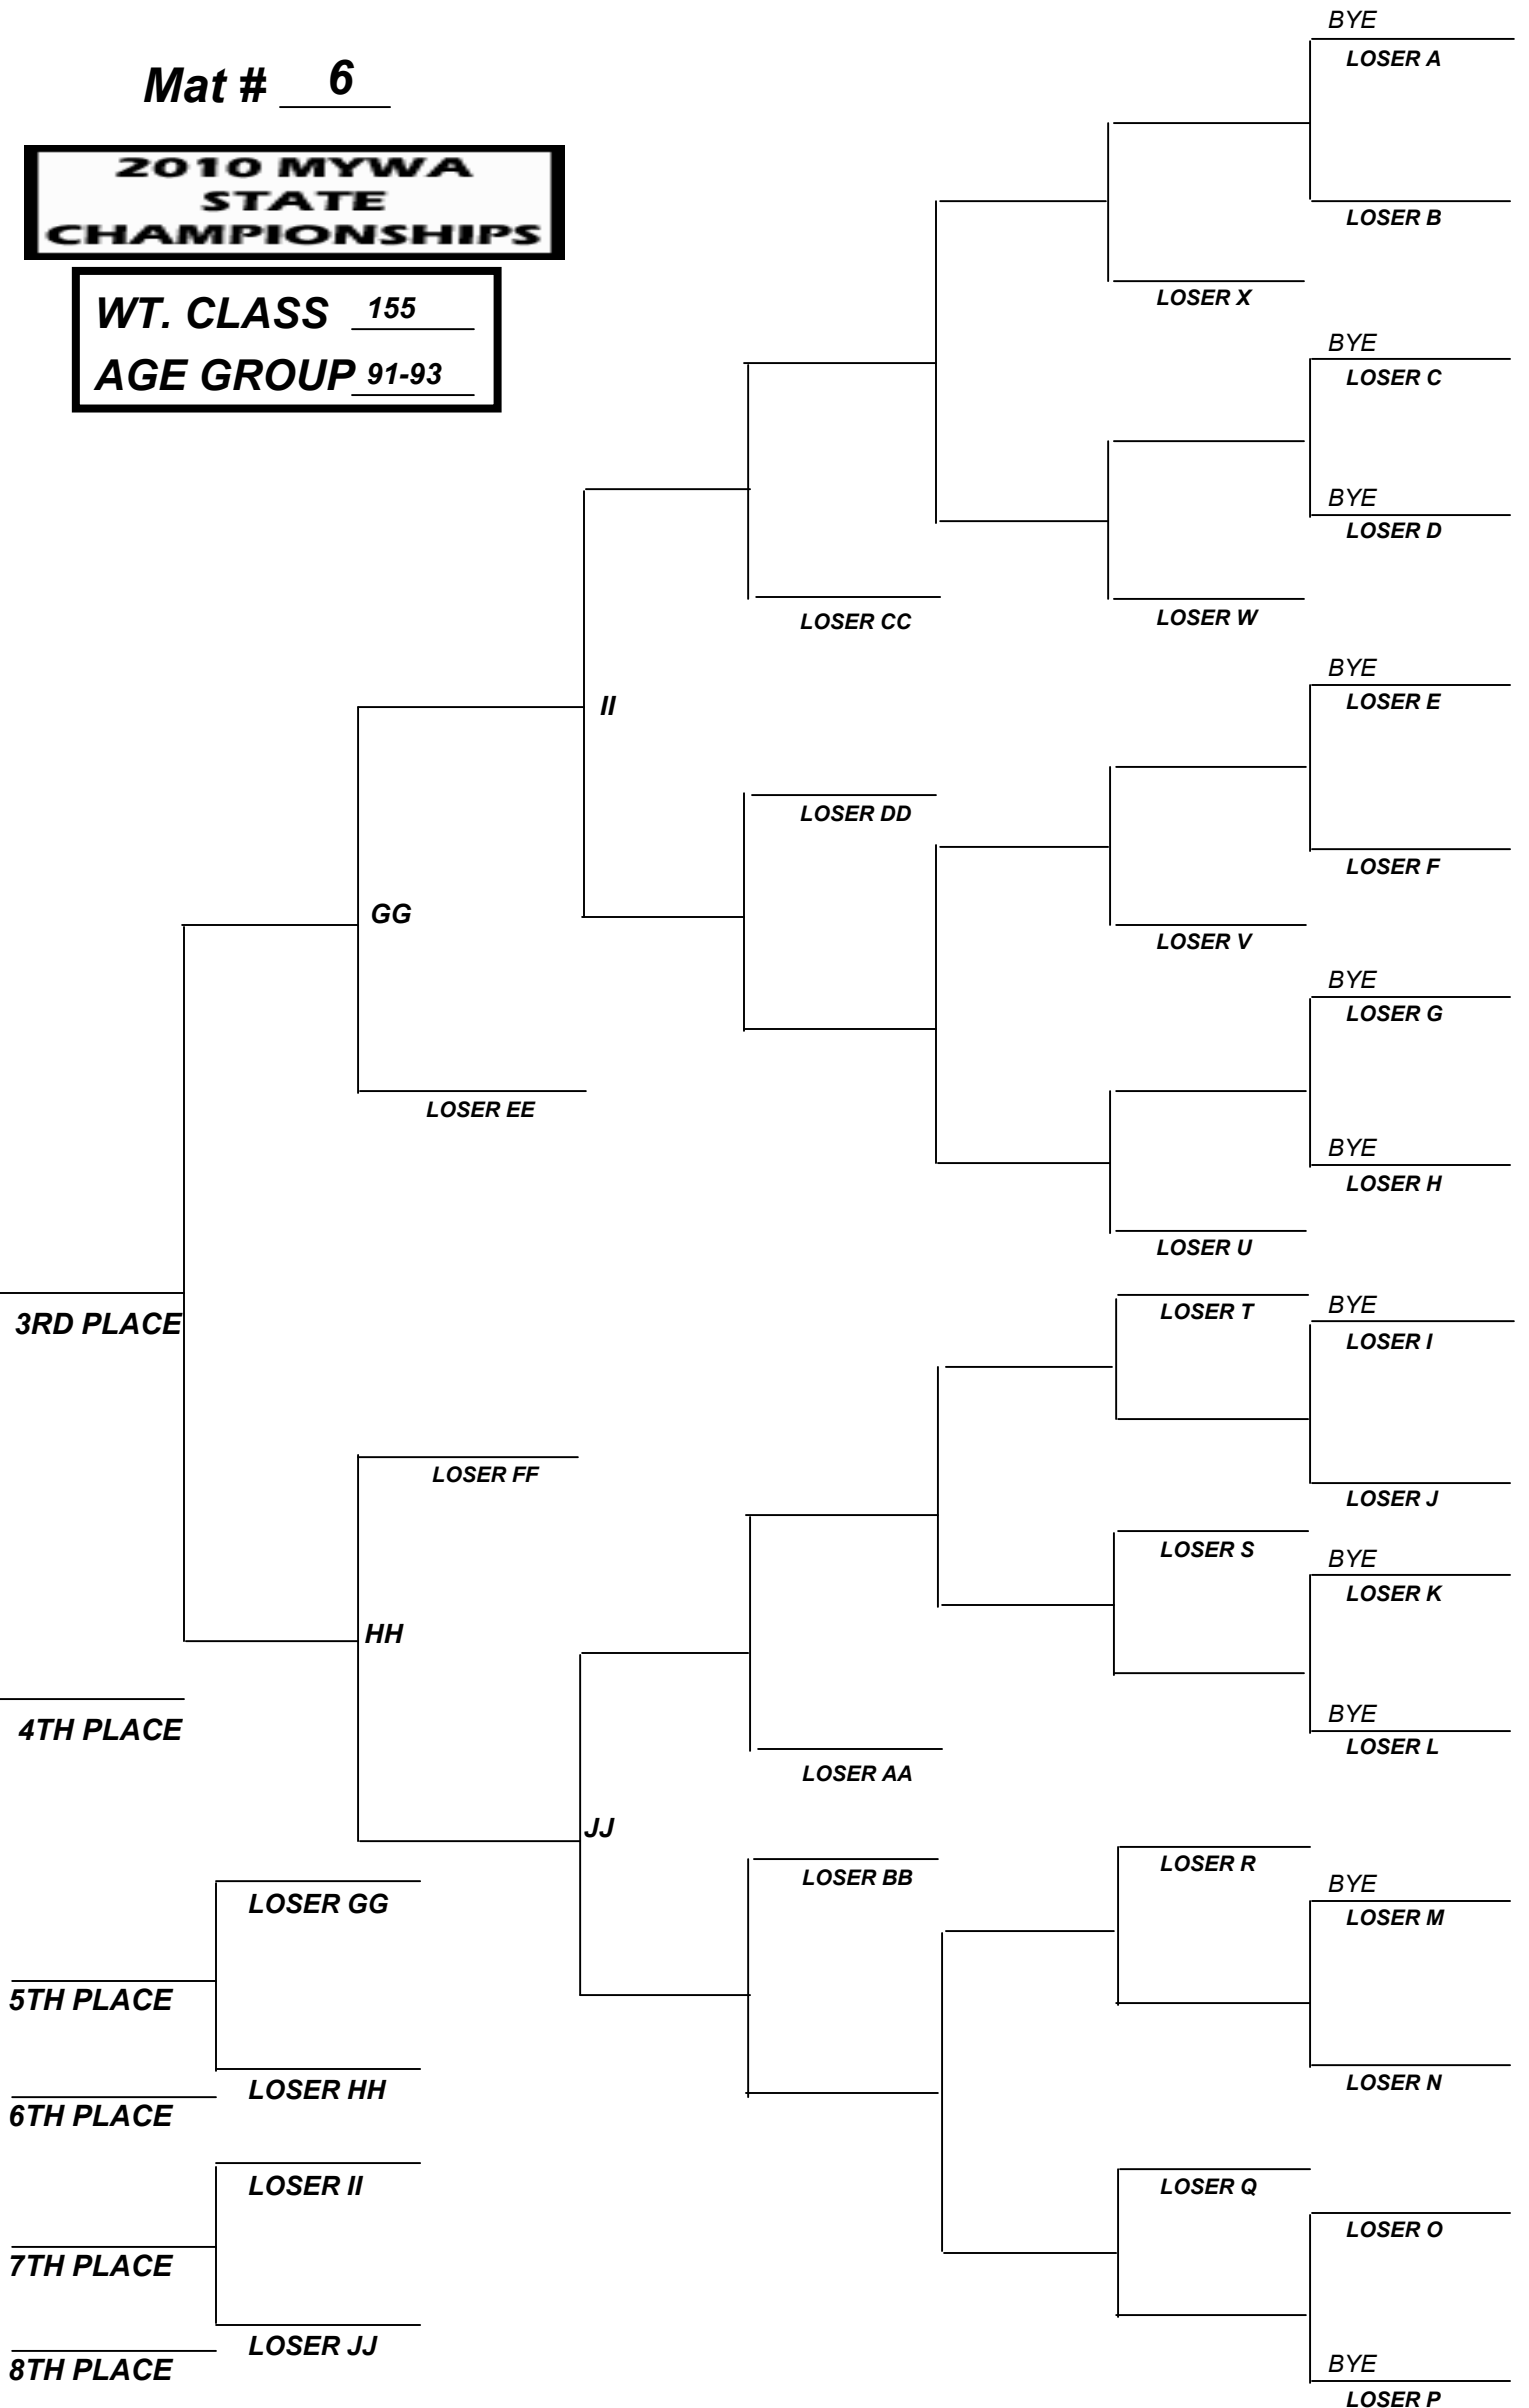 Mat # 6
2010 MYWA
STATE
CHAMPIONSHIPS
WT. CLASS 155
AGE GROUP 91-93
BYE
LOSER A
LOSER B
LOSER X
BYE
LOSER C
BYE
LOSER D
LOSER CC
LOSER W
BYE
LOSER E
II
LOSER DD
LOSER F
GG
LOSER V
BYE
LOSER G
LOSER EE
BYE
LOSER H
LOSER U
3RD PLACE
LOSER T
BYE
LOSER I
LOSER FF
LOSER J
LOSER S
BYE
LOSER K
HH
BYE
LOSER L
4TH PLACE
LOSER AA
JJ
LOSER BB
LOSER R
BYE
LOSER M
LOSER GG
5TH PLACE
LOSER HH
LOSER N
6TH PLACE
LOSER II
LOSER Q
LOSER O
7TH PLACE
LOSER JJ
8TH PLACE
BYE
LOSER P